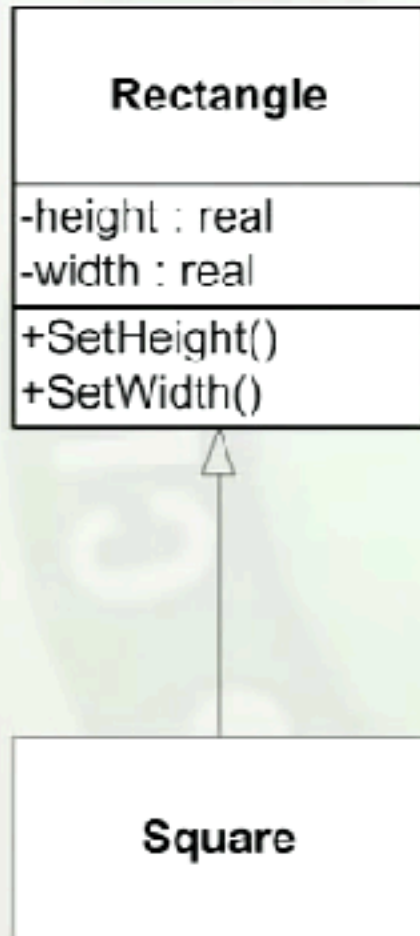 Rectangle
-height : real
-width : real
+SetHeight()
+SetWidth()
Square